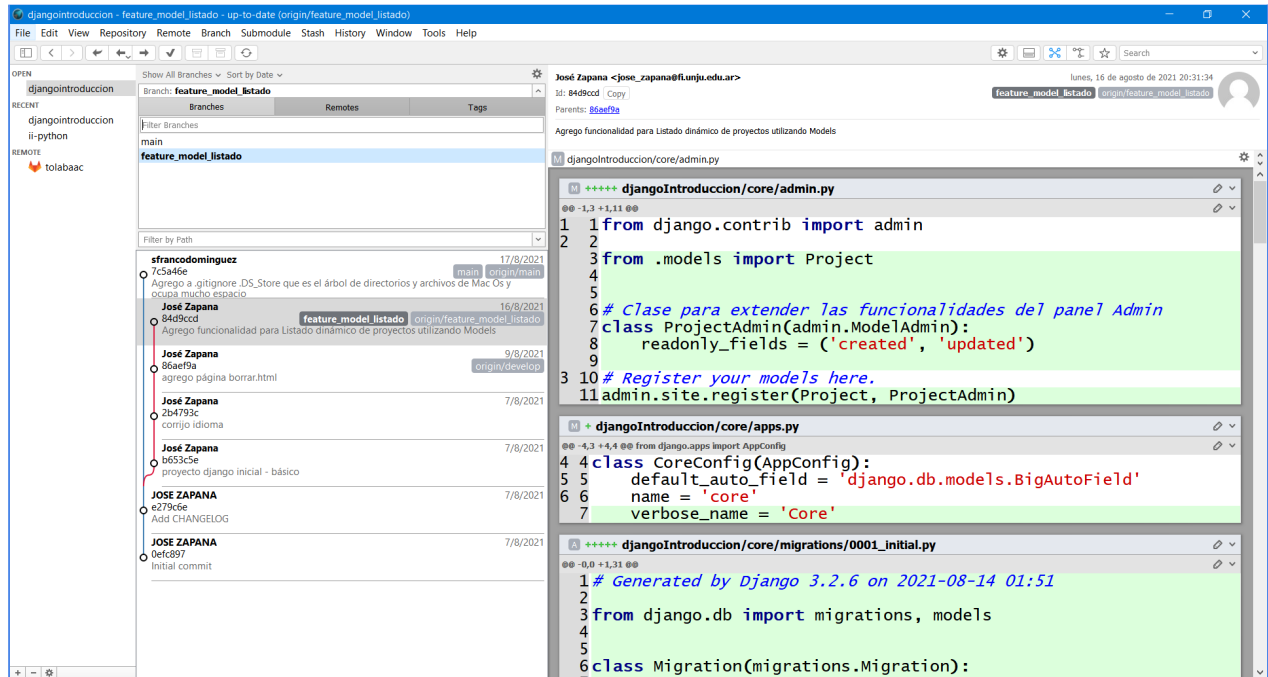 djangointroduccion - feature_model_listado - up-to-date (origin/feature_model_listado)
File Edit View Repository Remote Branch Submodule Stash History Window Tools Help
Search
OPEN
djangointroduccion
RECENT
djangointroduccion
ii-python
REMOTE
tolabaac
Show All Branches Sort by Date
Branch: feature_model_listado
Branches Remotes Tags
Filter Branches
main
feature_model_listado
Filter by Path
sfrancodominguez 17/8/2021
7c5a46e main origin/main
Agrego a .gitignore .DS_Store que es el árbol de directorios y archivos de Mac Os y
ocupa mucho espacio
José Zapana 16/8/2021
84d9ccd feature_model_listado origin/feature_model_listado
Agrego funcionalidad para Listado dinámico de proyectos utilizando Models
José Zapana 9/8/2021
86aef9a origin/develop
agrego página borrar.html
José Zapana 7/8/2021
2b4793c
corrijo idioma
José Zapana 7/8/2021
b653c5e
proyecto django inicial - básico
JOSE ZAPANA 7/8/2021
e279c6e
Add CHANGELOG
JOSE ZAPANA 7/8/2021
0efc897
Initial commit
José Zapana <jose_zapana@fi.unju.edu.ar> lunes, 16 de agosto de 2021 20:31:34
Id: 84d9ccd Copy feature_model_listado origin/feature_model_listado
Parents: 86aef9a
Agrego funcionalidad para Listado dinámico de proyectos utilizando Models
M djangoIntroduccion/core/admin.py
M +++++ djangoIntroduccion/core/admin.py
@@ -1,3 +1,11 @@
1 1 from django.contrib import admin
2 2
3 from .models import Project
4
5
6 # Clase para extender las funcionalidades del panel Admin
7 class ProjectAdmin(admin.ModelAdmin):
8 readonly_fields = ('created', 'updated')
9
3 10 # Register your models here.
11 admin.site.register(Project, ProjectAdmin)
M + djangoIntroduccion/core/apps.py
@@ -4,3 +4,4 @@ from django.apps import AppConfig
4 4 class CoreConfig(AppConfig):
5 5 default_auto_field = 'django.db.models.BigAutoField'
6 6 name = 'core'
7 verbose_name = 'Core'
A +++++ djangoIntroduccion/core/migrations/0001_initial.py
@@ -0,0 +1,31 @@
1 # Generated by Django 3.2.6 on 2021-08-14 01:51
2
3 from django.db import migrations, models
4
5
6 class Migration(migrations.Migration):